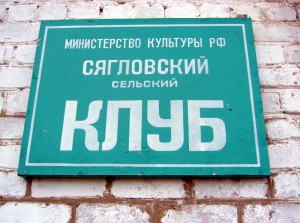 МИНИСТЕРСТВО КУЛЬТУРЫ РФ
СЯГЛОВСКИЙ
СЕЛЬСКИЙ
КЛУБ